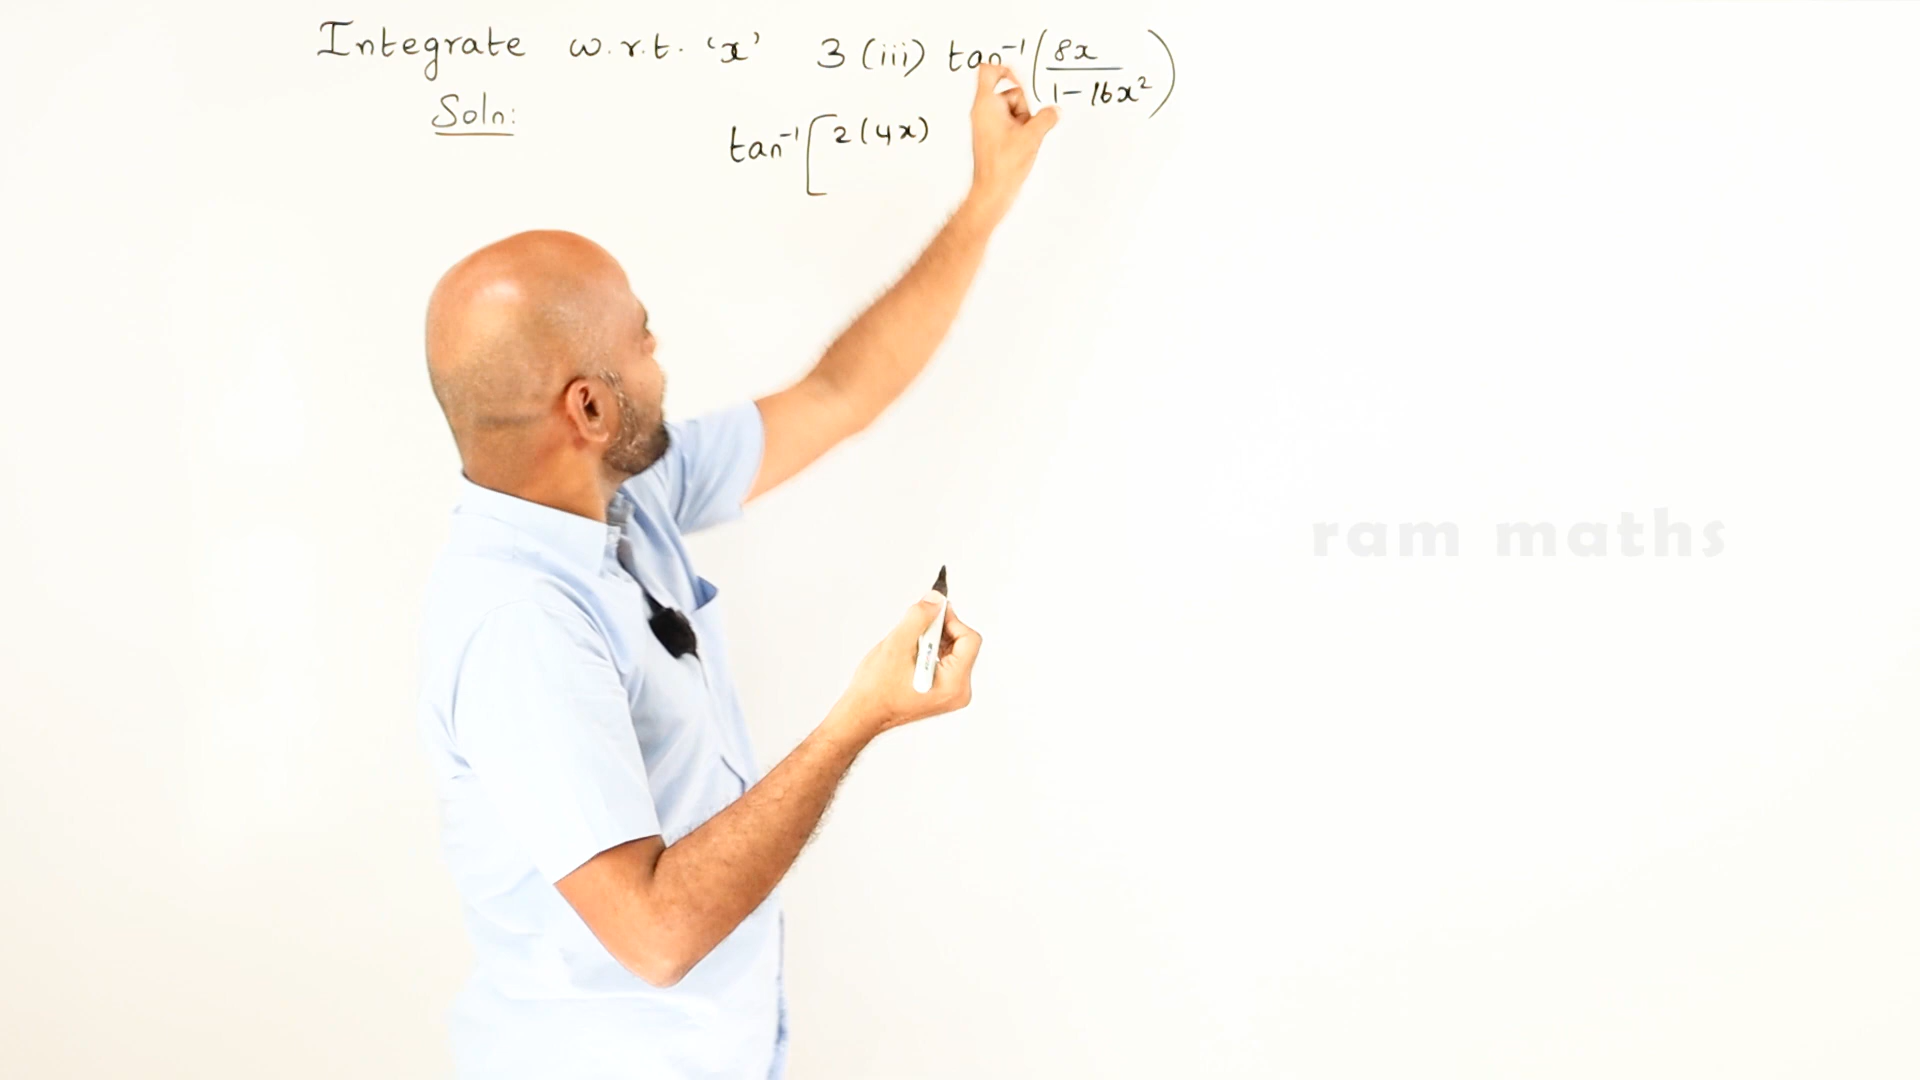 Integrate w.r.t. 'x' 3 (iii) tan⁻¹(8x/1-16x²)
Soln:
tan⁻¹[2(4x)
ram maths